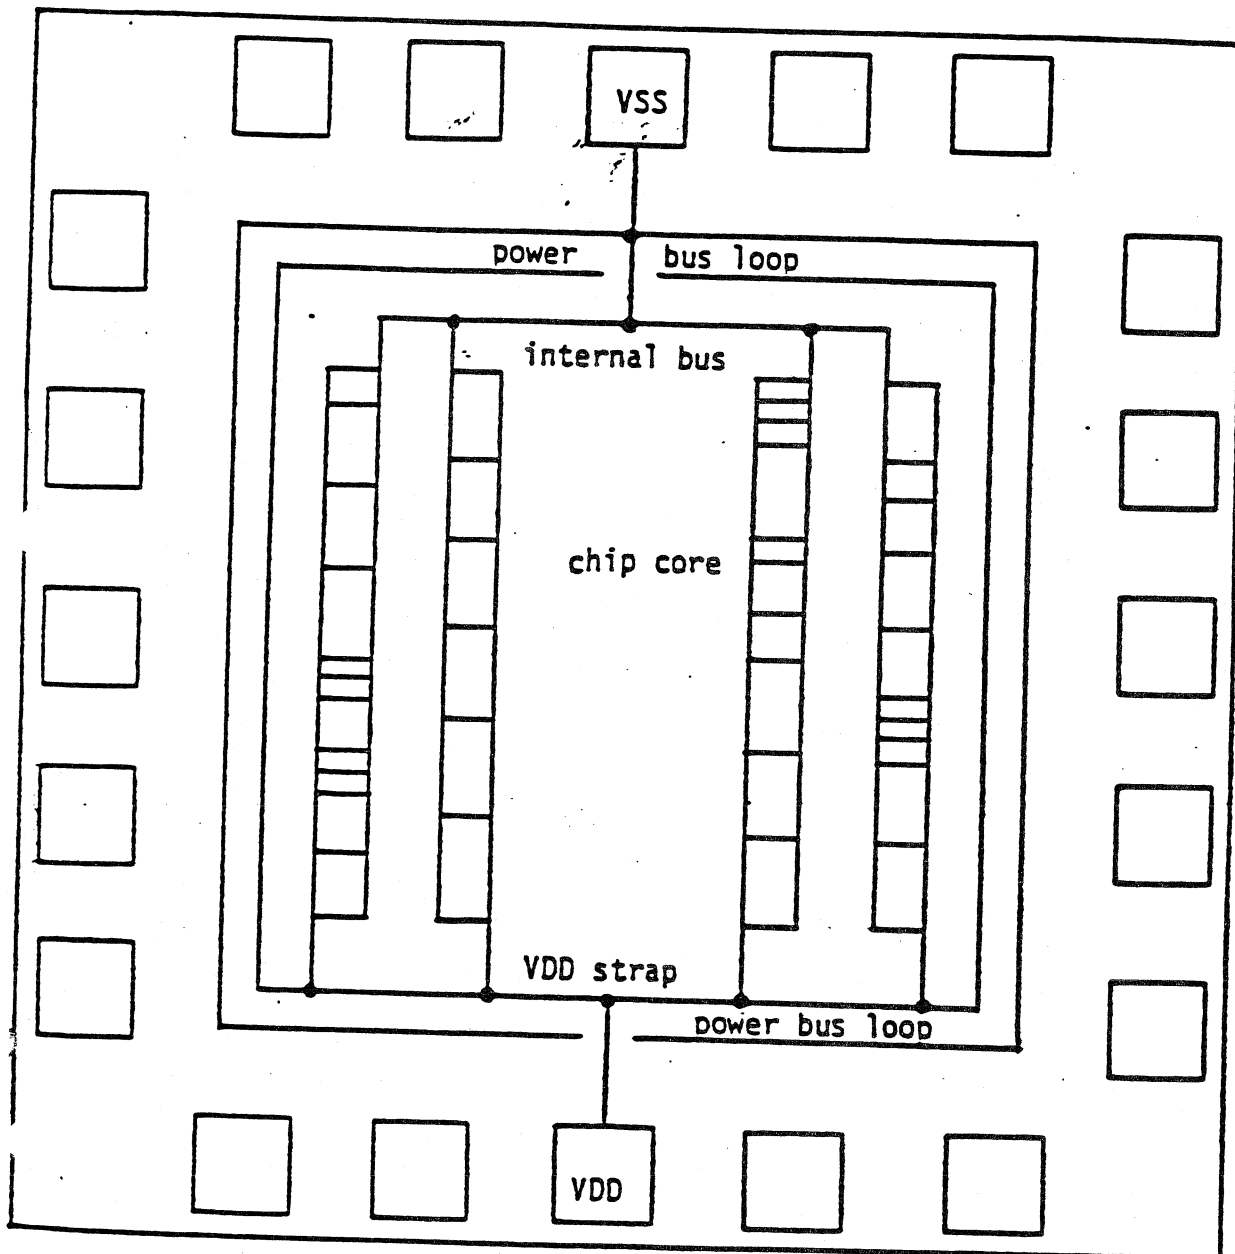 VSS
power bus loop
internal bus
chip core
VDD strap
power bus loop
VDD